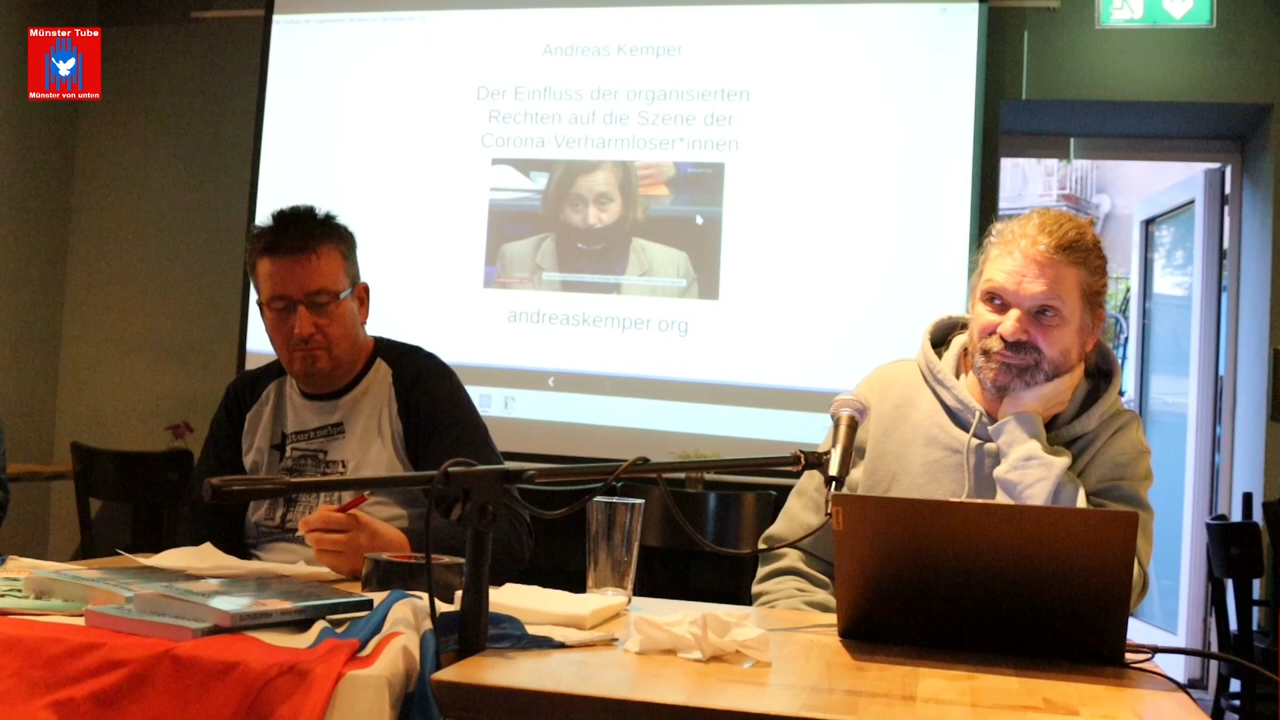 Münster Tube
Münster von unten
Andreas Kemper
Der Einfluss der organisierten
Rechten auf die Szene der
Corona-Verharmloser*innen
andreaskemper org